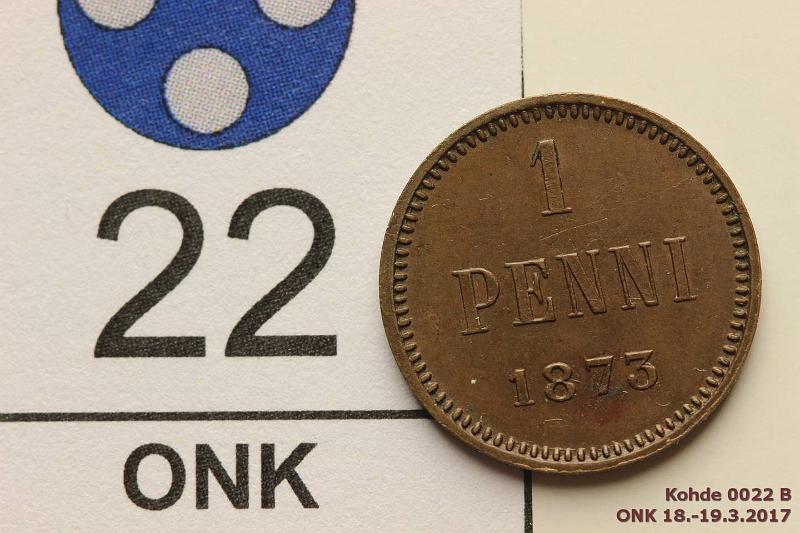 22
ONK
1
PENNI
1873
Kohde 0022 B
ONK 18.-19.3.2017